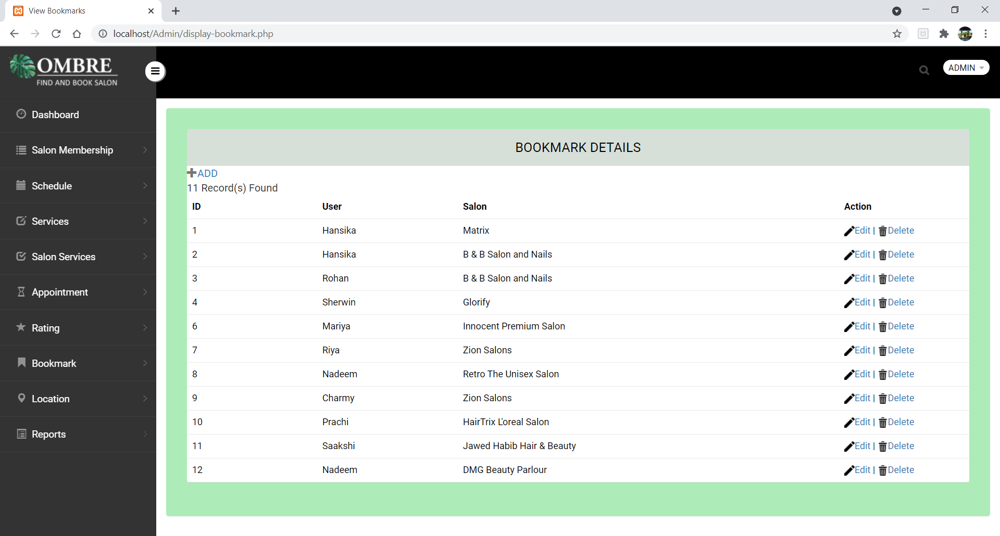 View Bookmarks
localhost/Admin/display-bookmark.php
OMBRE
FIND AND BOOK SALON
ADMIN
Dashboard
Salon Membership
Schedule
Services
Salon Services
Appointment
Rating
Bookmark
Location
Reports
BOOKMARK DETAILS
ADD
11 Record(s) Found
ID User Salon Action
1 Hansika Matrix Edit | Delete
2 Hansika B & B Salon and Nails Edit | Delete
3 Rohan B & B Salon and Nails Edit | Delete
4 Sherwin Glorify Edit | Delete
6 Mariya Innocent Premium Salon Edit | Delete
7 Riya Zion Salons Edit | Delete
8 Nadeem Retro The Unisex Salon Edit | Delete
9 Charmy Zion Salons Edit | Delete
10 Prachi HairTrix L'oreal Salon Edit | Delete
11 Saakshi Jawed Habib Hair & Beauty Edit | Delete
12 Nadeem DMG Beauty Parlour Edit | Delete